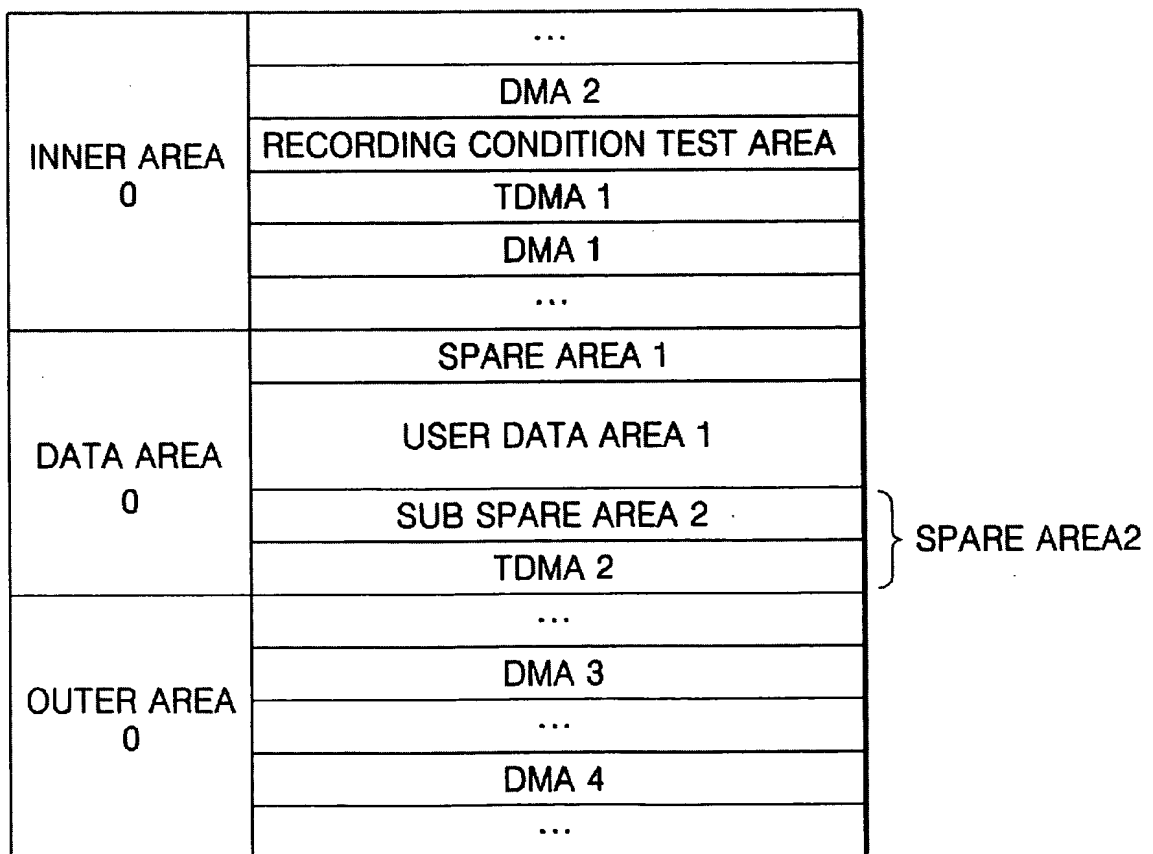 INNER AREA
0
...
DMA 2
RECORDING CONDITION TEST AREA
TDMA 1
DMA 1
...
DATA AREA
0
SPARE AREA 1
USER DATA AREA 1
SUB SPARE AREA 2
TDMA 2
SPARE AREA2
OUTER AREA
0
...
DMA 3
...
DMA 4
...